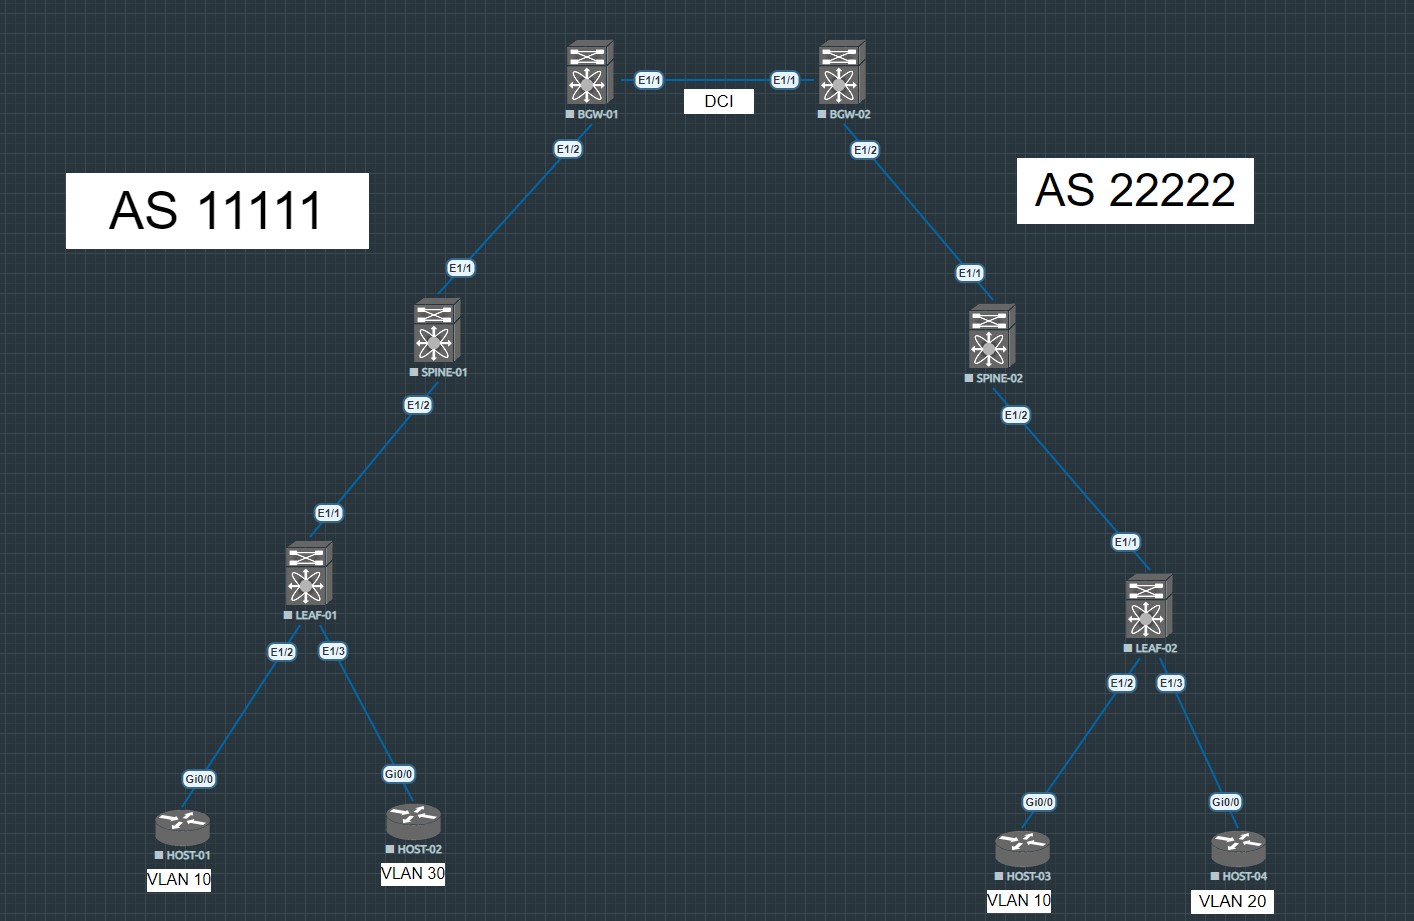 E1/1
E1/1
DCI
BGW-01
BGW-02
E1/2
E1/2
AS 11111
AS 22222
E1/1
E1/1
SPINE-01
SPINE-02
E1/2
E1/2
E1/1
E1/1
LEAF-01
LEAF-02
E1/2
E1/3
E1/2
E1/3
Gi0/0
Gi0/0
Gi0/0
Gi0/0
HOST-01
HOST-02
HOST-03
HOST-04
VLAN 10
VLAN 30
VLAN 10
VLAN 20